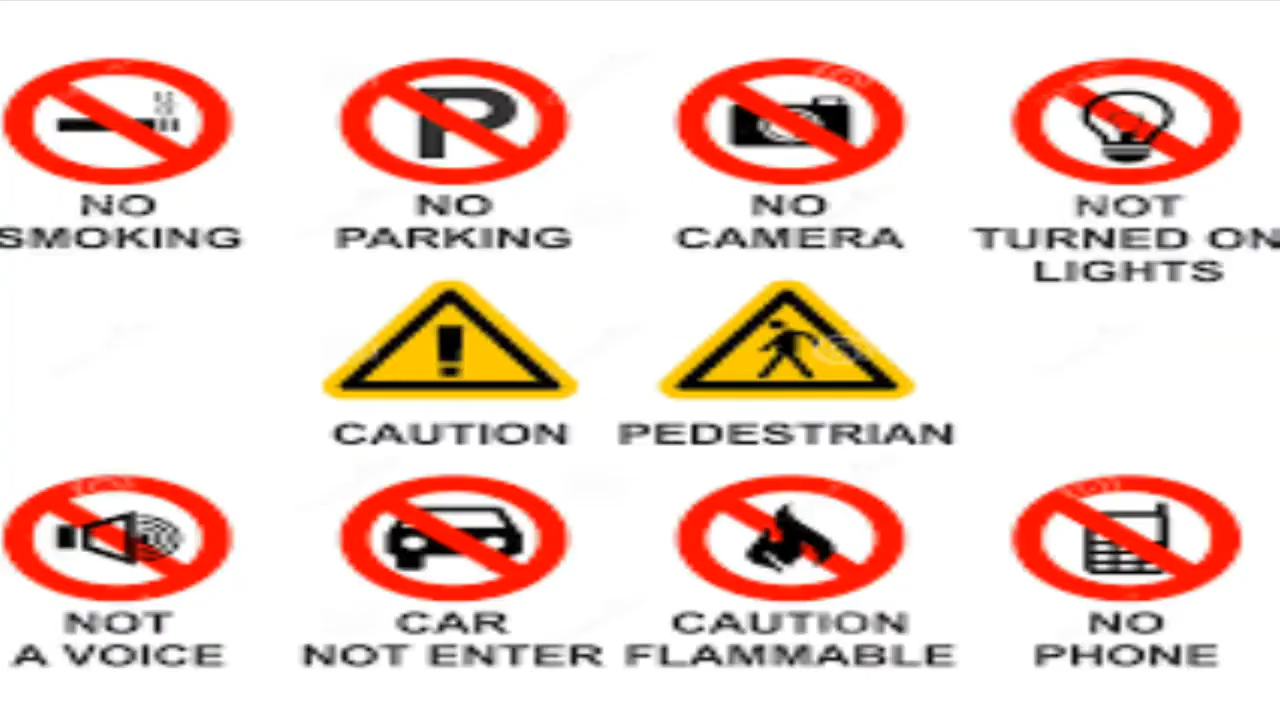 NO
SMOKING
NO
PARKING
NO
CAMERA
NOT
TURNED ON
LIGHTS
CAUTION
PEDESTRIAN
NOT
A VOICE
CAR
NOT ENTER
CAUTION
FLAMMABLE
NO
PHONE